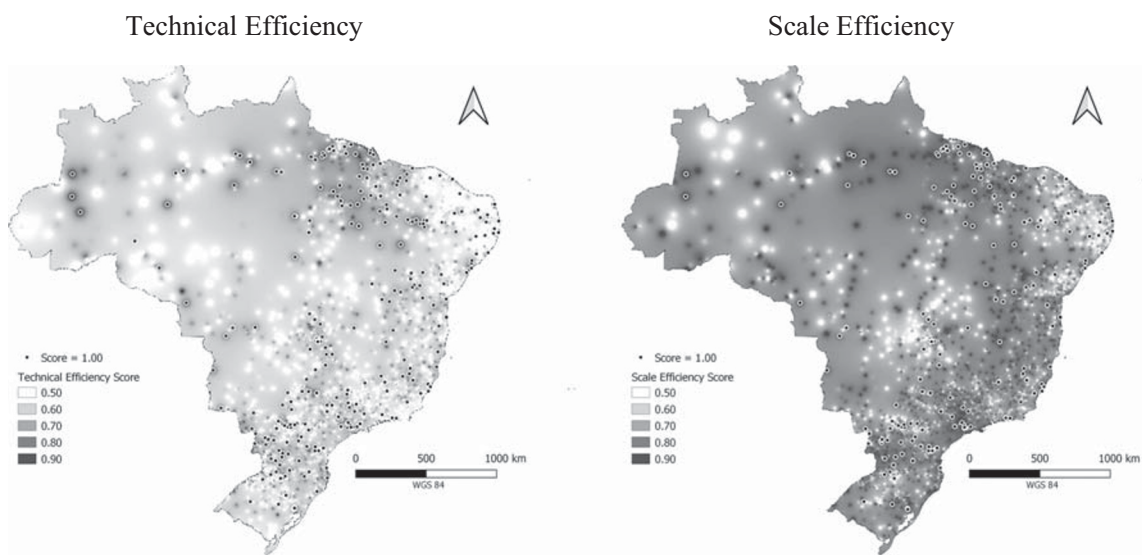 Technical Efficiency
Scale Efficiency
Score = 1.00
Technical Efficiency Score
0.50
0.60
0.70
0.80
0.90
0 500 1000 km
WGS 84
Score = 1.00
Scale Efficiency Score
0.50
0.60
0.70
0.80
0.90
0 500 1000 km
WGS 84